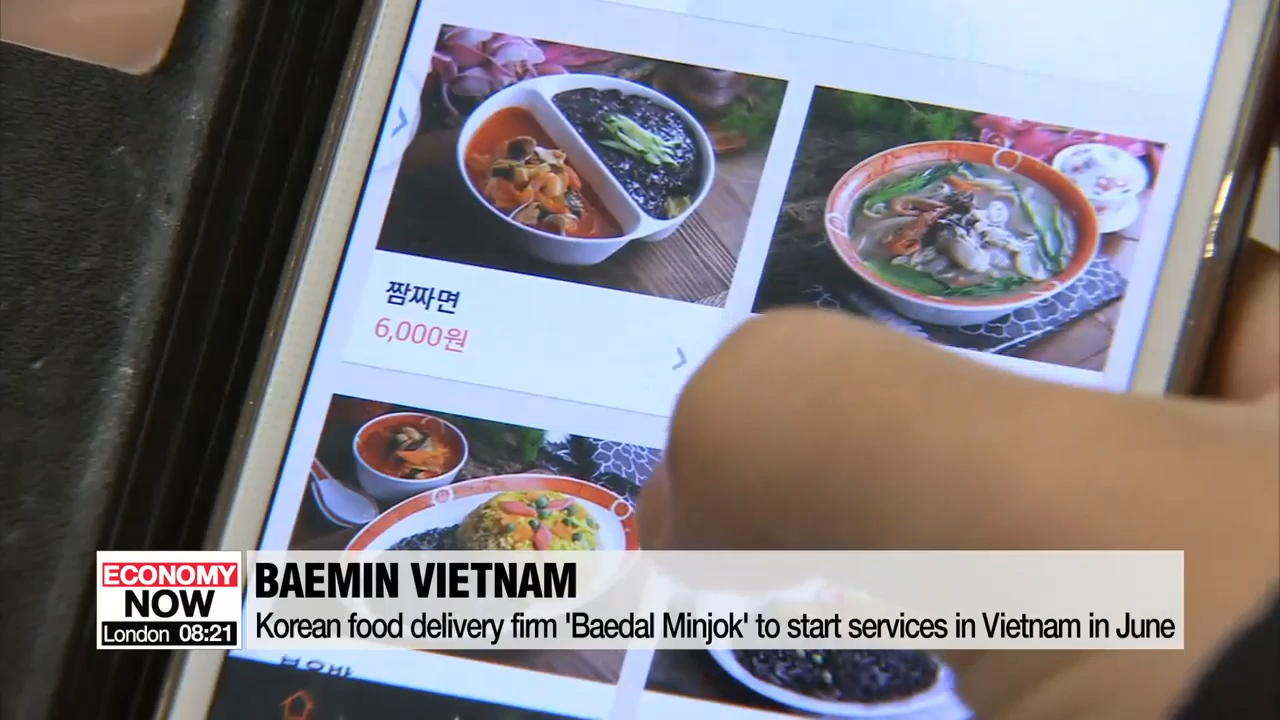 짬짜면
6,000원
ECONOMY
NOW
London 08:21
BAEMIN VIETNAM
Korean food delivery firm 'Baedal Minjok' to start services in Vietnam in June